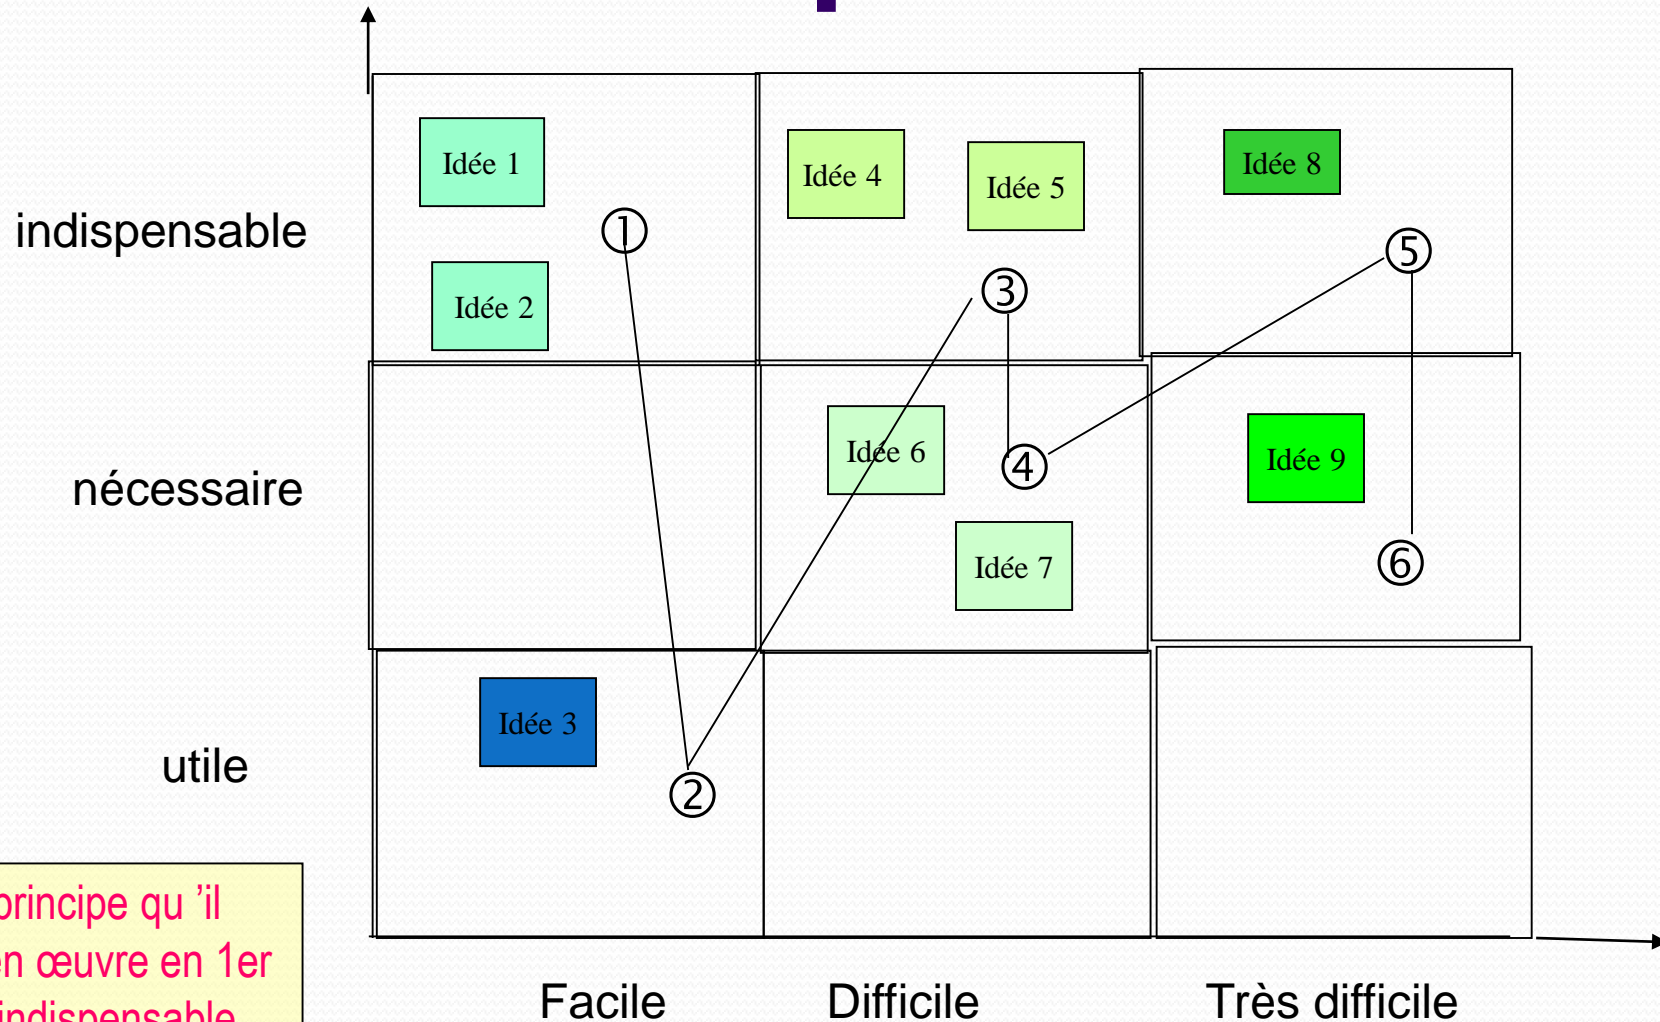 indispensable
Idée 1
Idée 2
①
Idée 4
Idée 5
③
Idée 8
⑤
nécessaire
Idée 6
④
Idée 7
Idée 9
⑥
utile
Idée 3
②
principe qu ’il
en œuvre en 1er
indispensable
Facile
Difficile
Très difficile